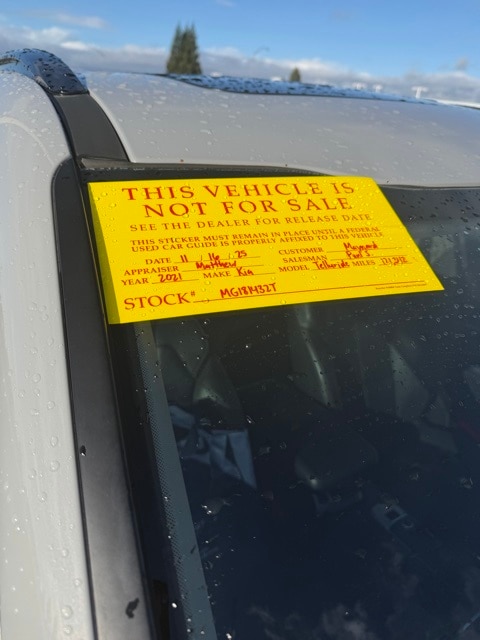 THIS VEHICLE IS
NOT FOR SALE
SEE THE DEALER FOR RELEASE DATE
THIS STICKER MUST REMAIN IN PLACE UNTIL A FEDERAL
USED CAR GUIDE IS PROPERLY AFFIXED TO THIS VEHICLE
DATE 11 / 16 / 25 CUSTOMER Maynard
APPRAISER Matthew SALESMAN
YEAR 2021 MAKE Kia MODEL Telluride MILES
STOCK# MG181432T